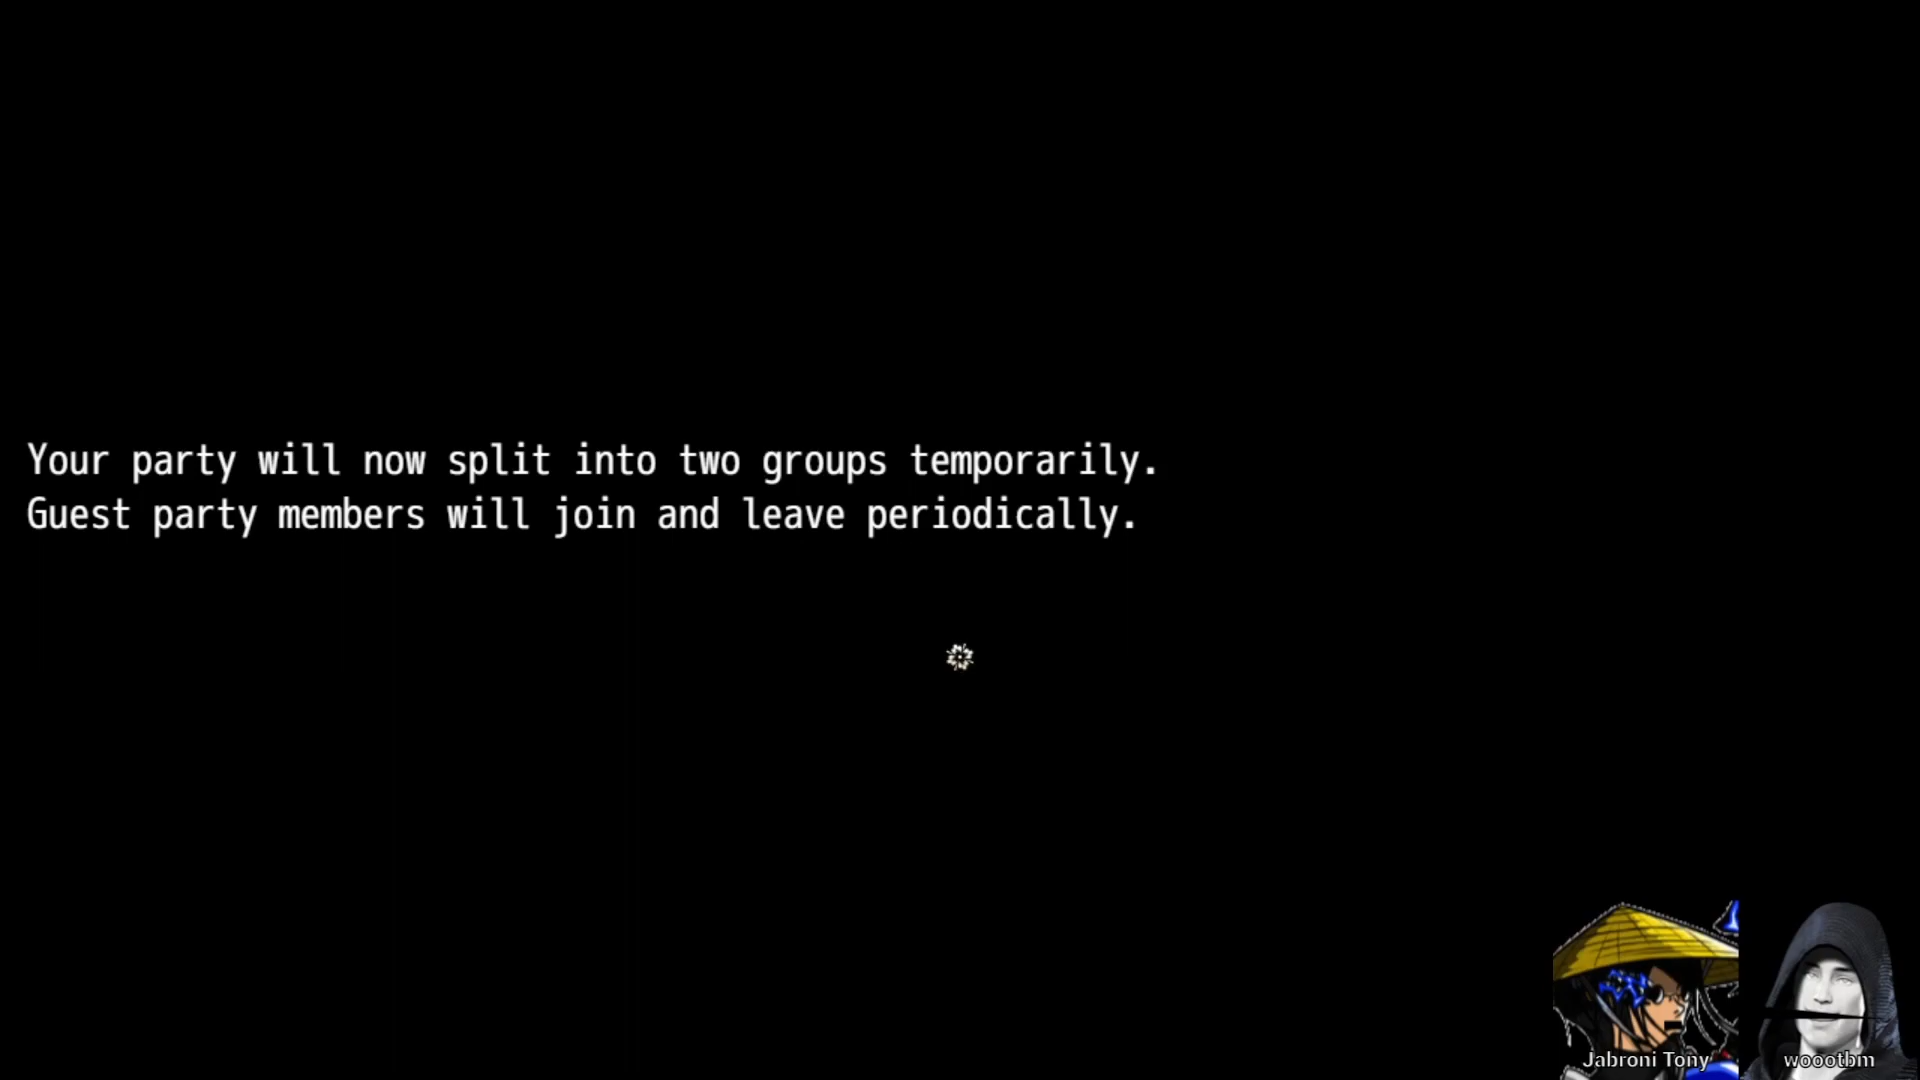 Your party will now split into two groups temporarily.
Guest party members will join and leave periodically.
Jabroni Tony
woootbm